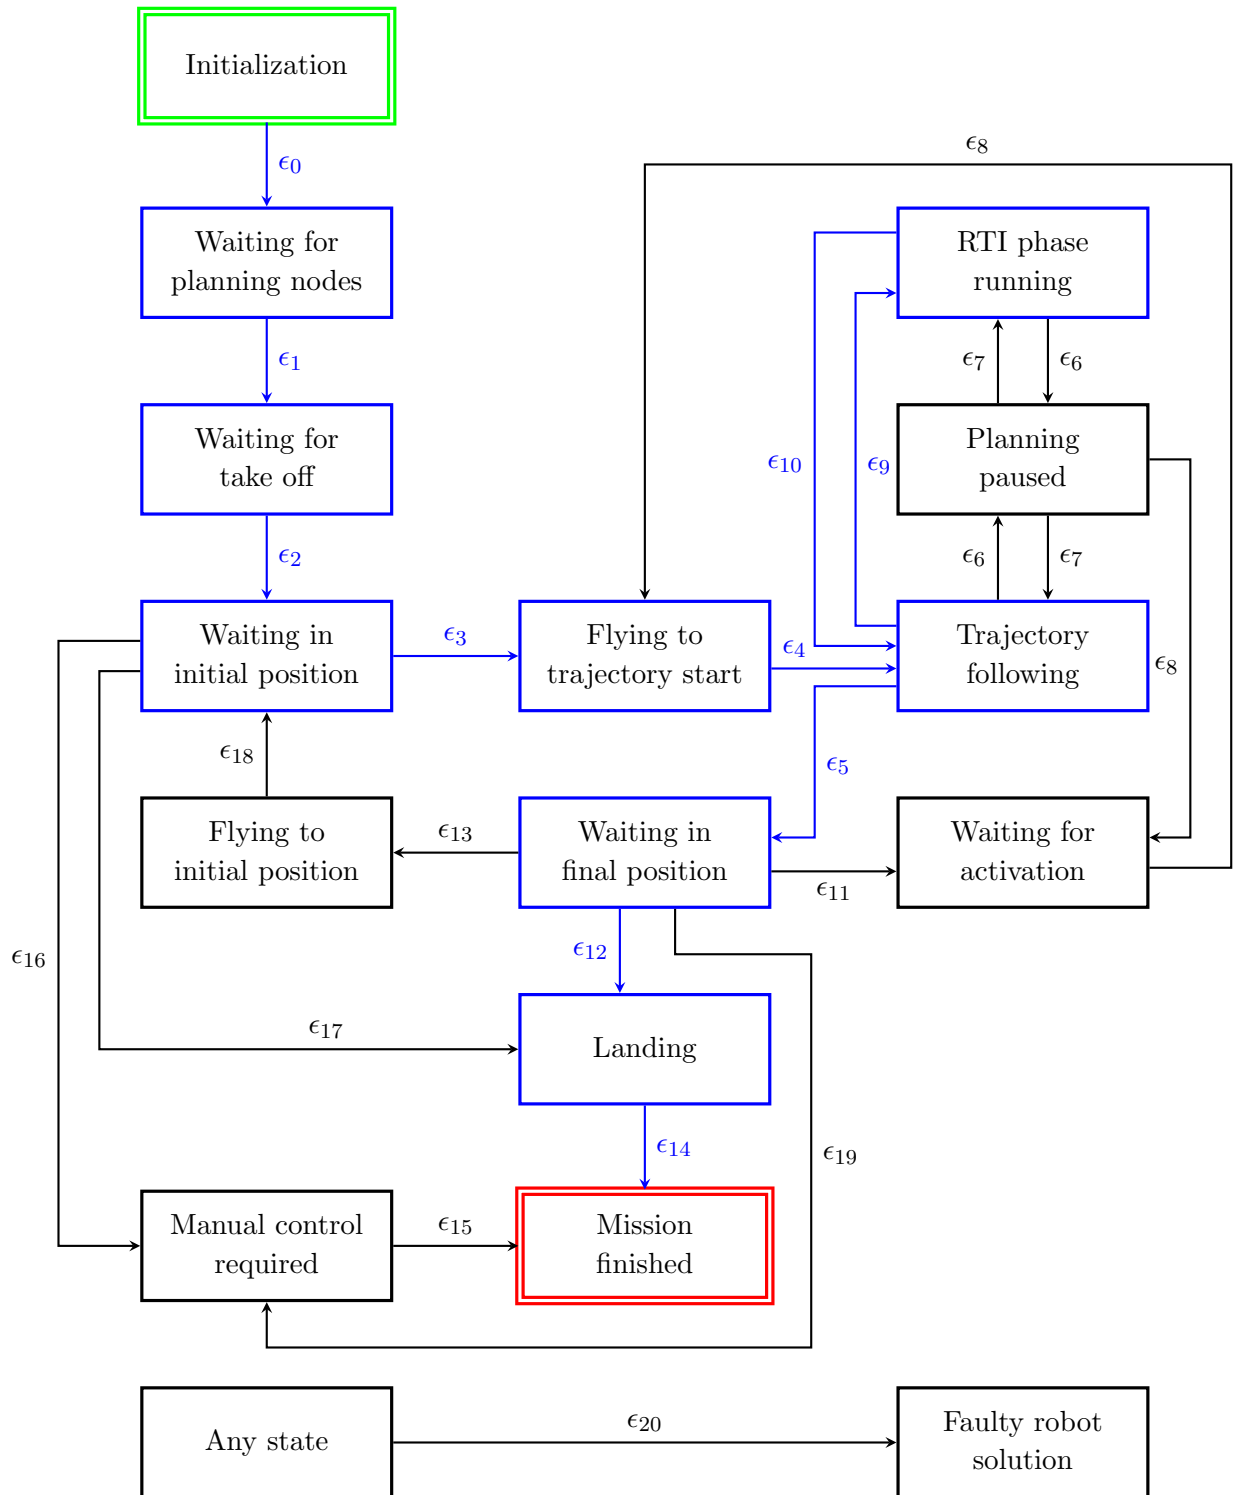 Initialization
ϵ0
ϵ8
Waiting for
planning nodes
RTI phase
running
ϵ1
ϵ7
ϵ6
Waiting for
take off
ϵ10
ϵ9
Planning
paused
ϵ2
ϵ6
ϵ7
Waiting in
initial position
ϵ3
Flying to
trajectory start
ϵ4
Trajectory
following
ϵ8
ϵ18
ϵ5
Flying to
initial position
ϵ13
Waiting in
final position
ϵ11
Waiting for
activation
ϵ16
ϵ12
ϵ17
Landing
ϵ14
ϵ19
Manual control
required
ϵ15
Mission
finished
Any state
ϵ20
Faulty robot
solution